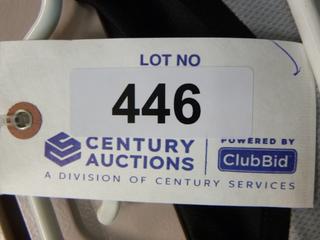 LOT NO
446
CENTURY AUCTIONS
POWERED BY
ClubBid
A DIVISION OF CENTURY SERVICES